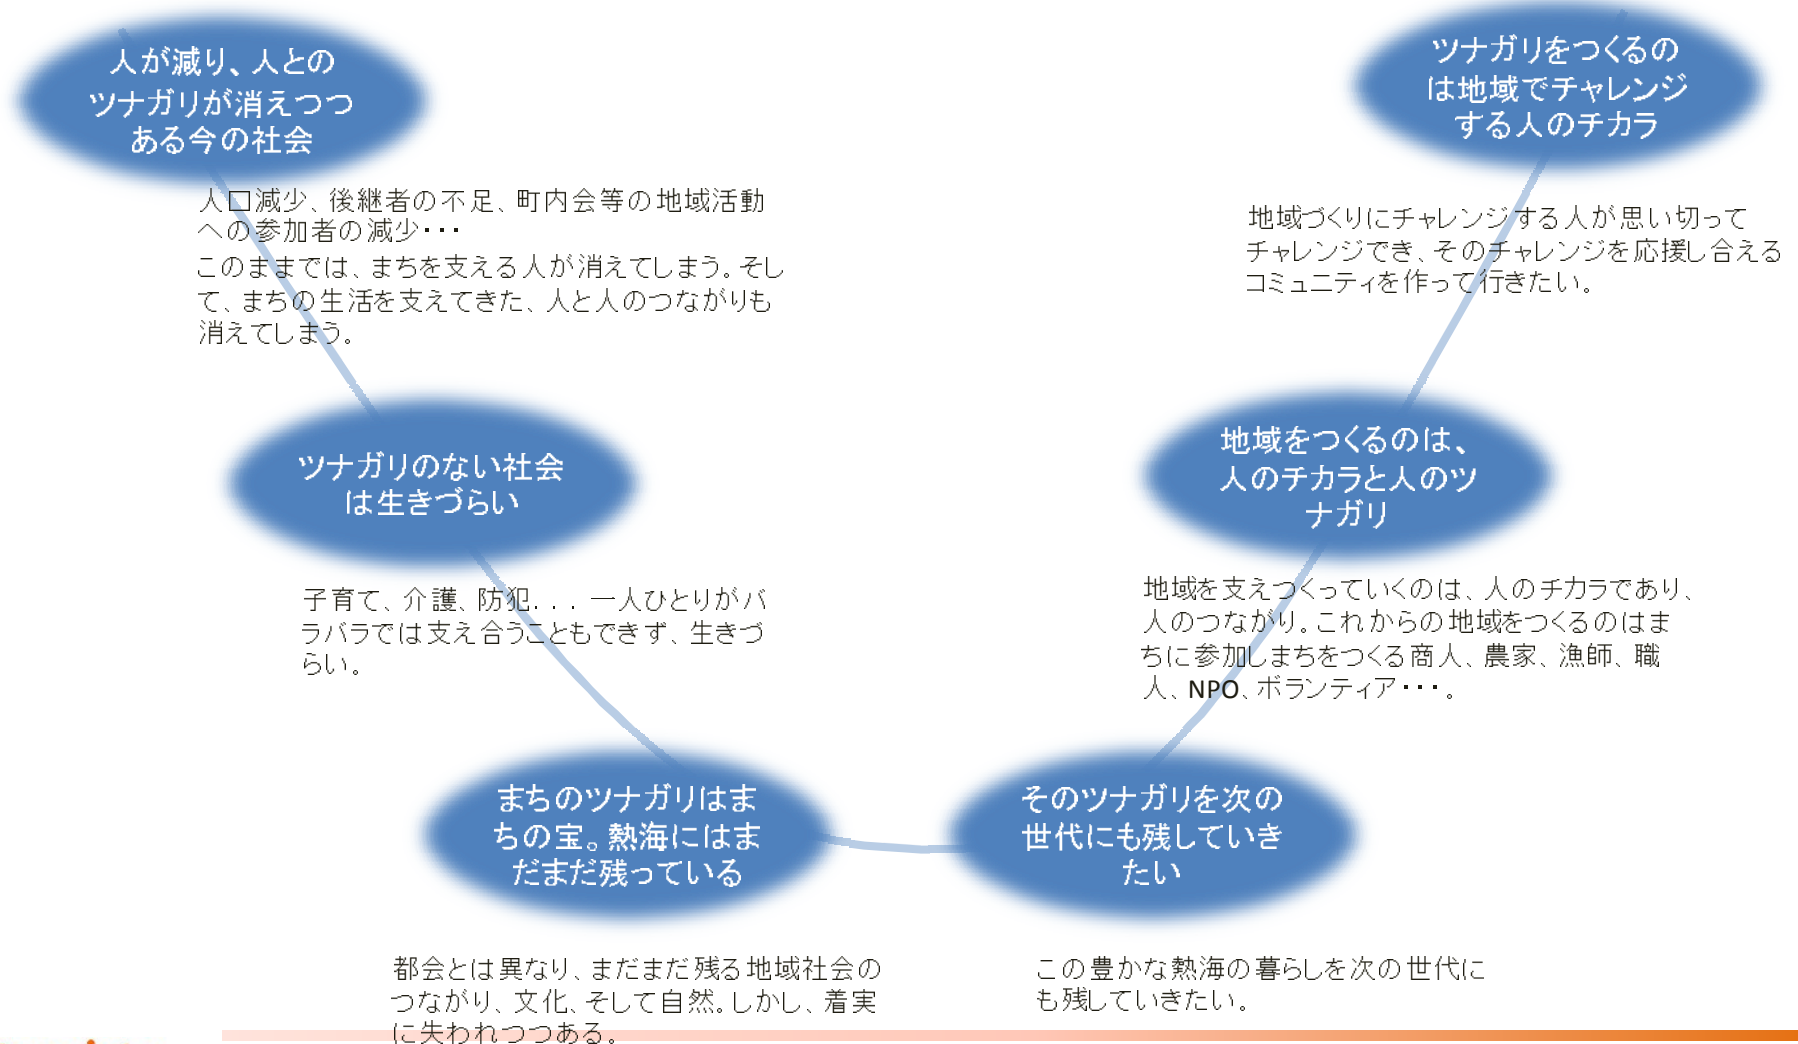 人が減り、人との
ツナガリが消えつつ
ある今の社会
人口減少、後継者の不足、町内会等の地域活動
への参加者の減少・・・
このままでは、まちを支える人が消えてしまう。そし
て、まちの生活を支えてきた、人と人のつながりも
消えてしまう。
ツナガリのない社会
は生きづらい
子育て、介護、防犯．．．一人ひとりがバ
ラバラでは支え合うこともできず、生きづ
らい。
まちのツナガリはま
ちの宝。熱海にはま
だまだ残っている
都会とは異なり、まだまだ残る地域社会の
つながり、文化、そして自然。しかし、着実
に失われつつある。
そのツナガリを次の
世代にも残していき
たい
この豊かな熱海の暮らしを次の世代に
も残していきたい。
地域をつくるのは、
人のチカラと人のツ
ナガリ
地域を支えつくっていくのは、人のチカラであり、
人のつながり。これからの地域をつくるのはま
ちに参加しまちをつくる商人、農家、漁師、職
人、NPO、ボランティア・・・。
ツナガリをつくるの
は地域でチャレンジ
する人のチカラ
地域づくりにチャレンジする人が思い切って
チャレンジでき、そのチャレンジを応援し合える
コミュニティを作って行きたい。